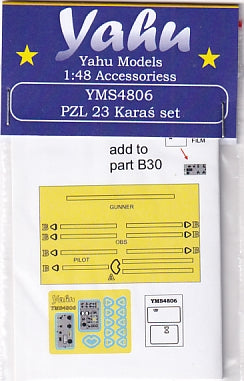 Yahu
Yahu Models
1:48 Accessoriess
YMS4806
PZL 23 Karaś set
FILM
add to
part B30
GUNNER
B B
B OBS B
PILOT B
A
Yahu
YMS4806
YMS4806